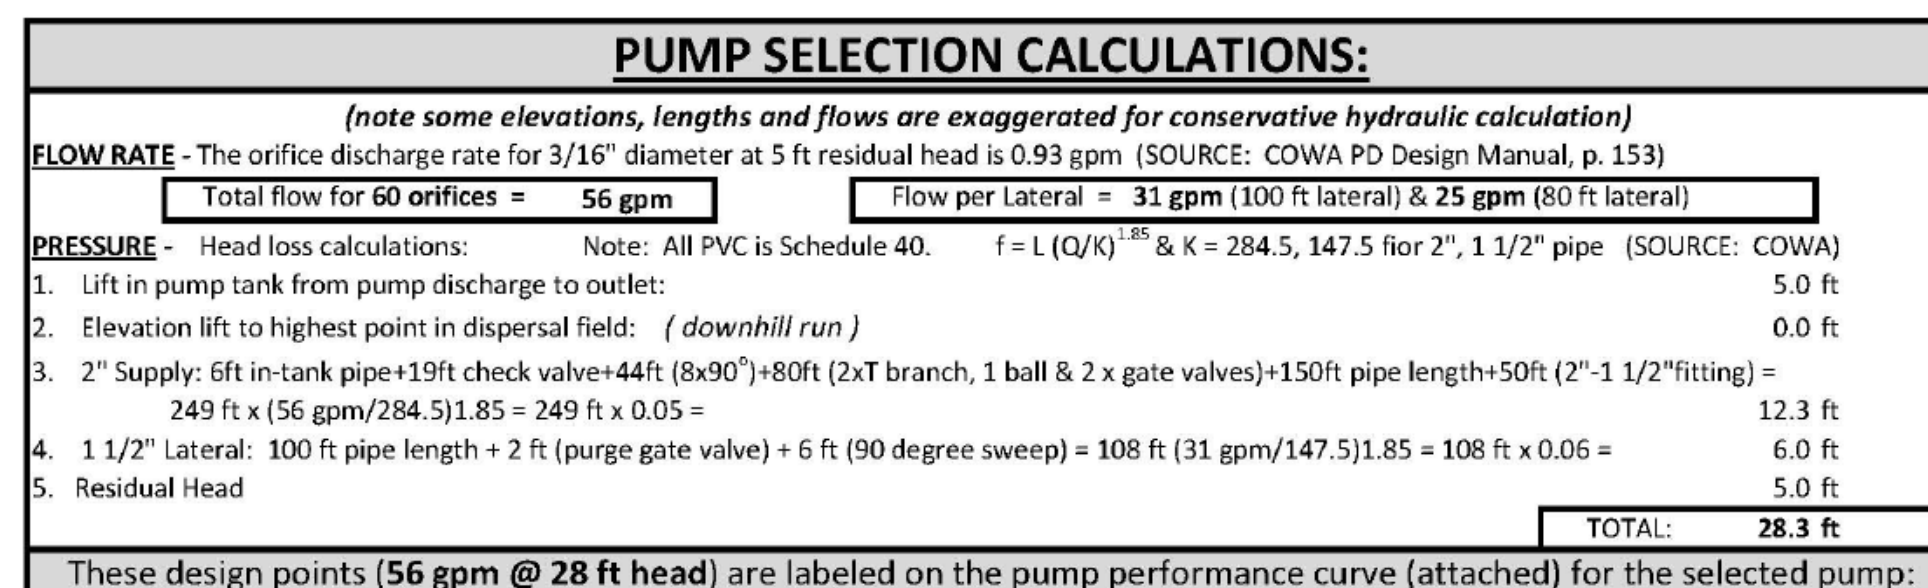 PUMP SELECTION CALCULATIONS:
(note some elevations, lengths and flows are exaggerated for conservative hydraulic calculation)
FLOW RATE - The orifice discharge rate for 3/16" diameter at 5 ft residual head is 0.93 gpm (SOURCE: COWA PD Design Manual, p. 153)
Total flow for 60 orifices = 56 gpm Flow per Lateral = 31 gpm (100 ft lateral) & 25 gpm (80 ft lateral)
PRESSURE - Head loss calculations: Note: All PVC is Schedule 40. f = L (Q/K)^1.85 & K = 284.5, 147.5 fior 2", 1 1/2" pipe (SOURCE: COWA)
1. Lift in pump tank from pump discharge to outlet: 5.0 ft
2. Elevation lift to highest point in dispersal field: ( downhill run ) 0.0 ft
3. 2" Supply: 6ft in-tank pipe+19ft check valve+44ft (8x90°)+80ft (2xT branch, 1 ball & 2 x gate valves)+150ft pipe length+50ft (2"-1 1/2"fitting) =
249 ft x (56 gpm/284.5)1.85 = 249 ft x 0.05 = 12.3 ft
4. 1 1/2" Lateral: 100 ft pipe length + 2 ft (purge gate valve) + 6 ft (90 degree sweep) = 108 ft (31 gpm/147.5)1.85 = 108 ft x 0.06 = 6.0 ft
5. Residual Head 5.0 ft
TOTAL: 28.3 ft
These design points (56 gpm @ 28 ft head) are labeled on the pump performance curve (attached) for the selected pump: